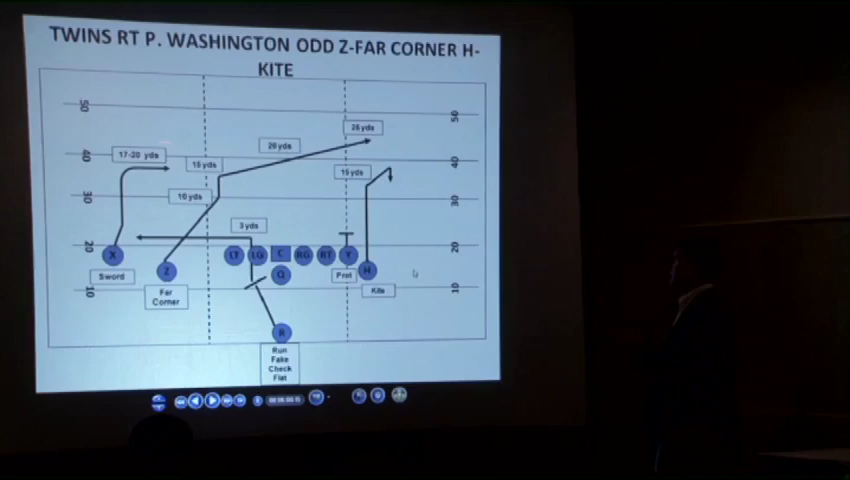 TWINS RT P. WASHINGTON ODD Z-FAR CORNER H-
KITE
50
50
25 yds
20 yds
17-20 yds
15 yds
40
40
15 yds
10 yds
30
30
3 yds
20
20
X
LT
LG
C
RG
RT
Y
Z
Q
H
Sword
Prot
Far
Corner
Kite
10
10
R
Run
Fake
Check
Flat